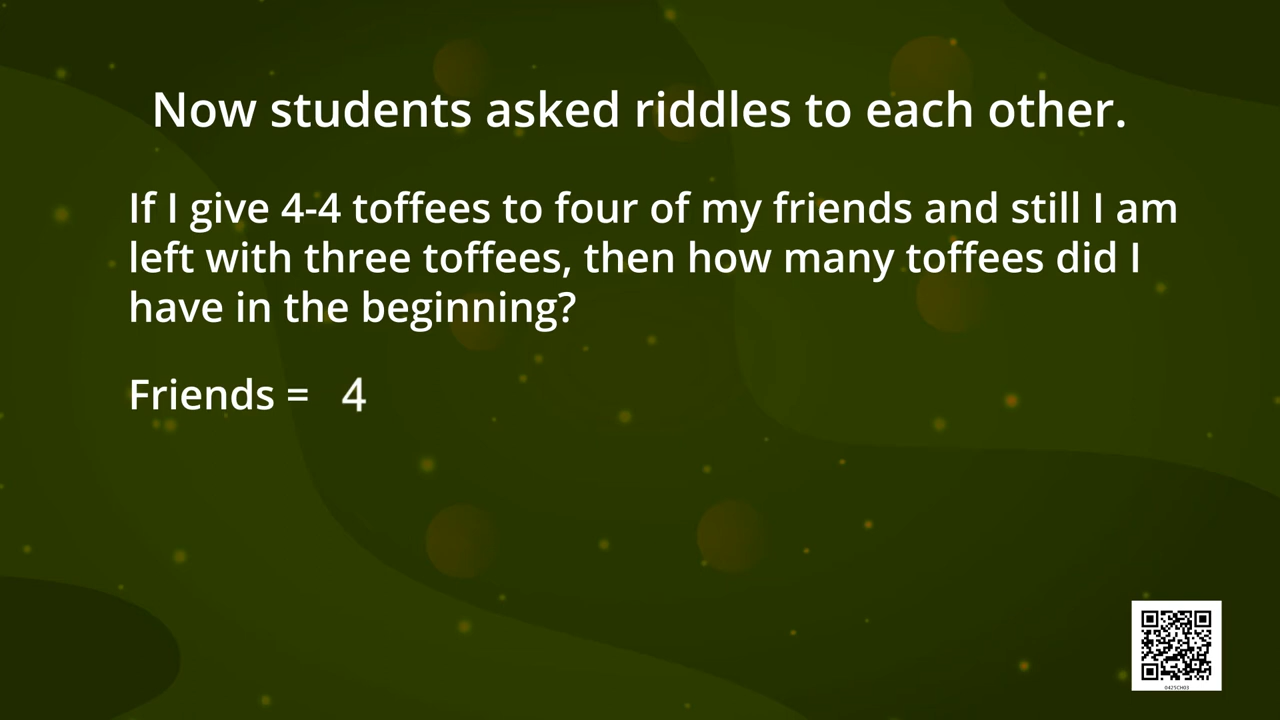 Now students asked riddles to each other.
If I give 4-4 toffees to four of my friends and still I am
left with three toffees, then how many toffees did I
have in the beginning?
Friends = 4
0425CH03